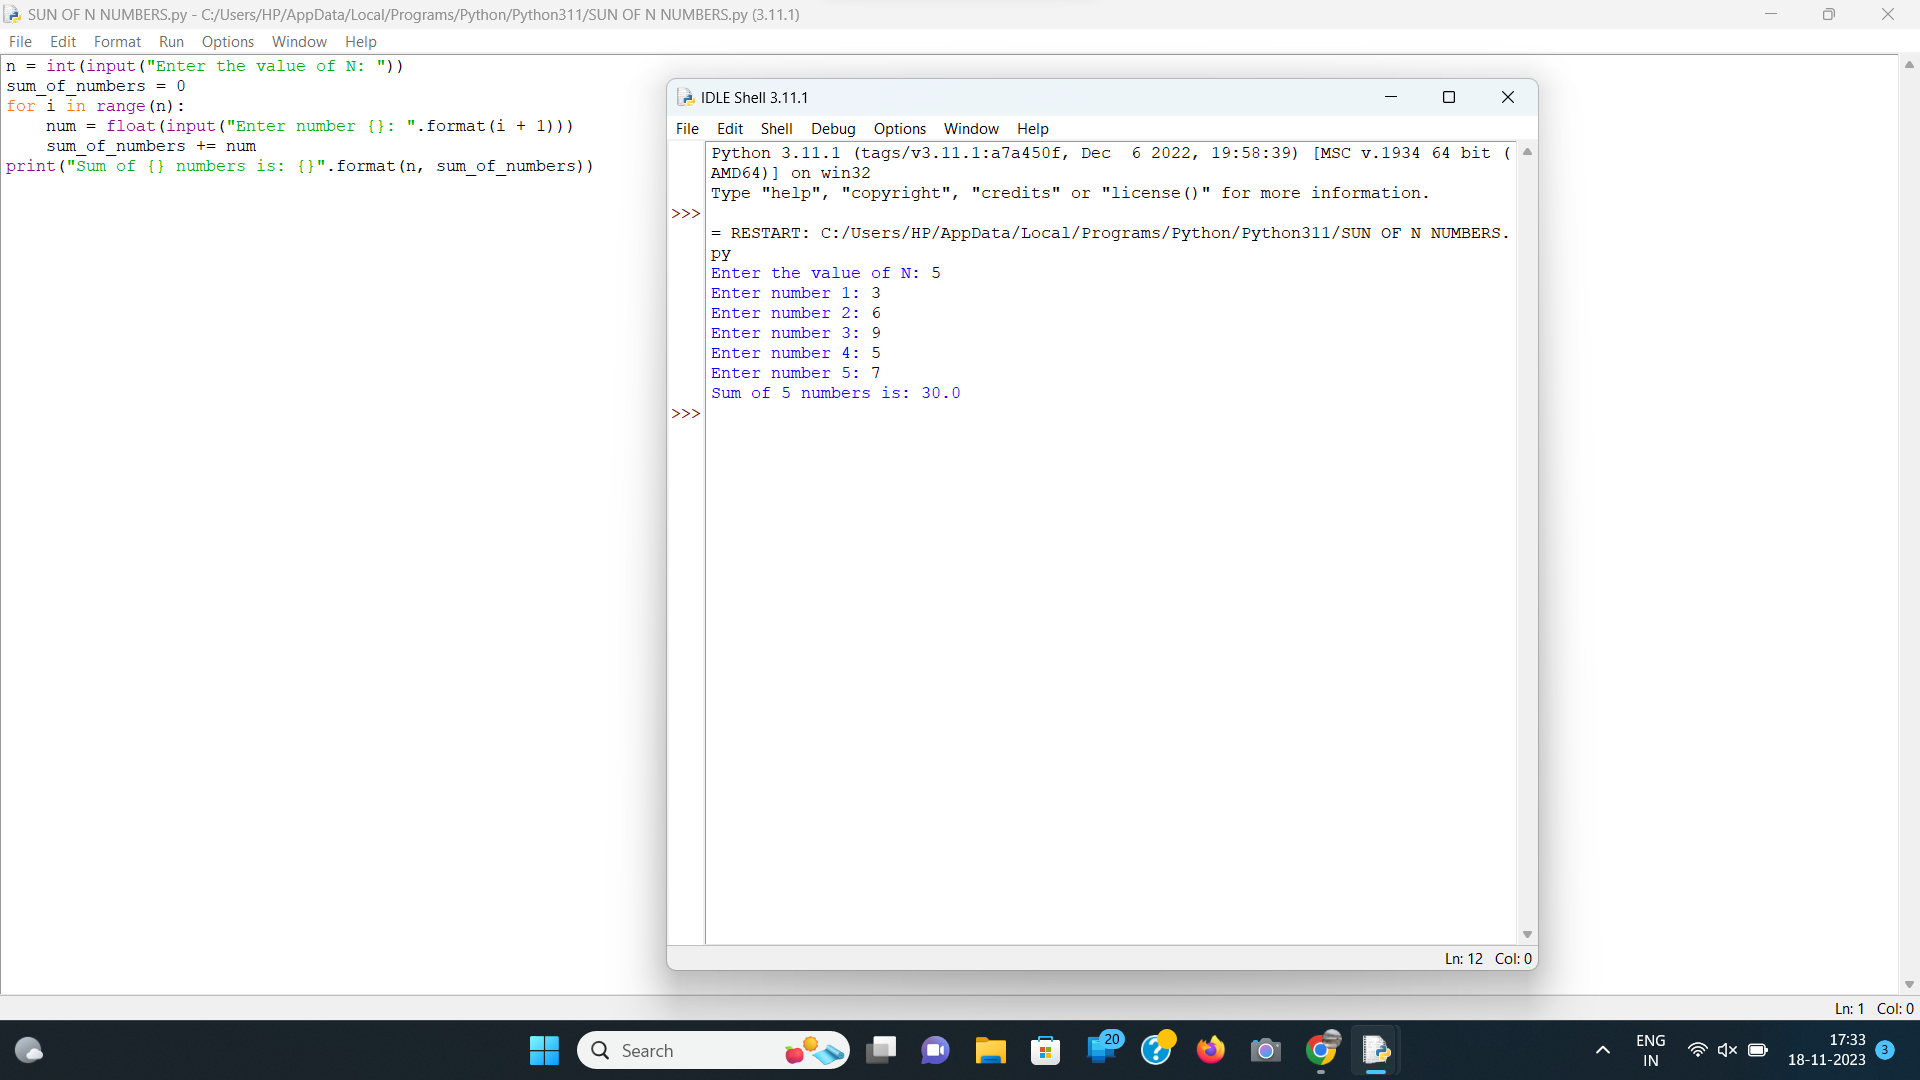 SUN OF N NUMBERS.py - C:/Users/HP/AppData/Local/Programs/Python/Python311/SUN OF N NUMBERS.py (3.11.1)
File Edit Format Run Options Window Help
n = int(input("Enter the value of N: "))
sum_of_numbers = 0
for i in range(n):
    num = float(input("Enter number {}: ".format(i + 1)))
    sum_of_numbers += num
print("Sum of {} numbers is: {}".format(n, sum_of_numbers))
IDLE Shell 3.11.1
File Edit Shell Debug Options Window Help
Python 3.11.1 (tags/v3.11.1:a7a450f, Dec  6 2022, 19:58:39) [MSC v.1934 64 bit (
AMD64)] on win32
Type "help", "copyright", "credits" or "license()" for more information.
>>>
= RESTART: C:/Users/HP/AppData/Local/Programs/Python/Python311/SUN OF N NUMBERS.
py
Enter the value of N: 5
Enter number 1: 3
Enter number 2: 6
Enter number 3: 9
Enter number 4: 5
Enter number 5: 7
Sum of 5 numbers is: 30.0
>>>
Ln: 12 Col: 0
Ln: 1 Col: 0
Search
20
ENG
IN
17:33
18-11-2023
3